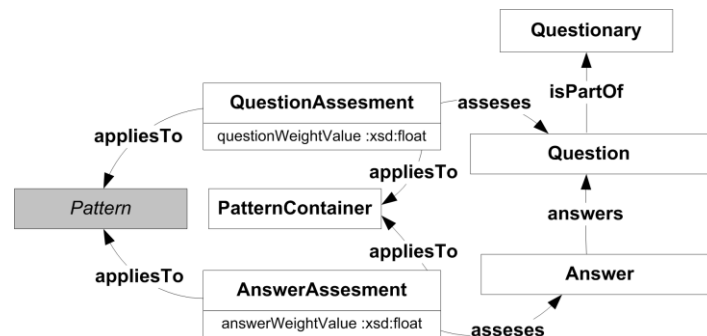 Questionary
isPartOf
QuestionAssesment
asseses
questionWeightValue :xsd:float
appliesTo
Question
appliesTo
Pattern
PatternContainer
answers
appliesTo
appliesTo
Answer
AnswerAssesment
answerWeightValue :xsd:float
asseses